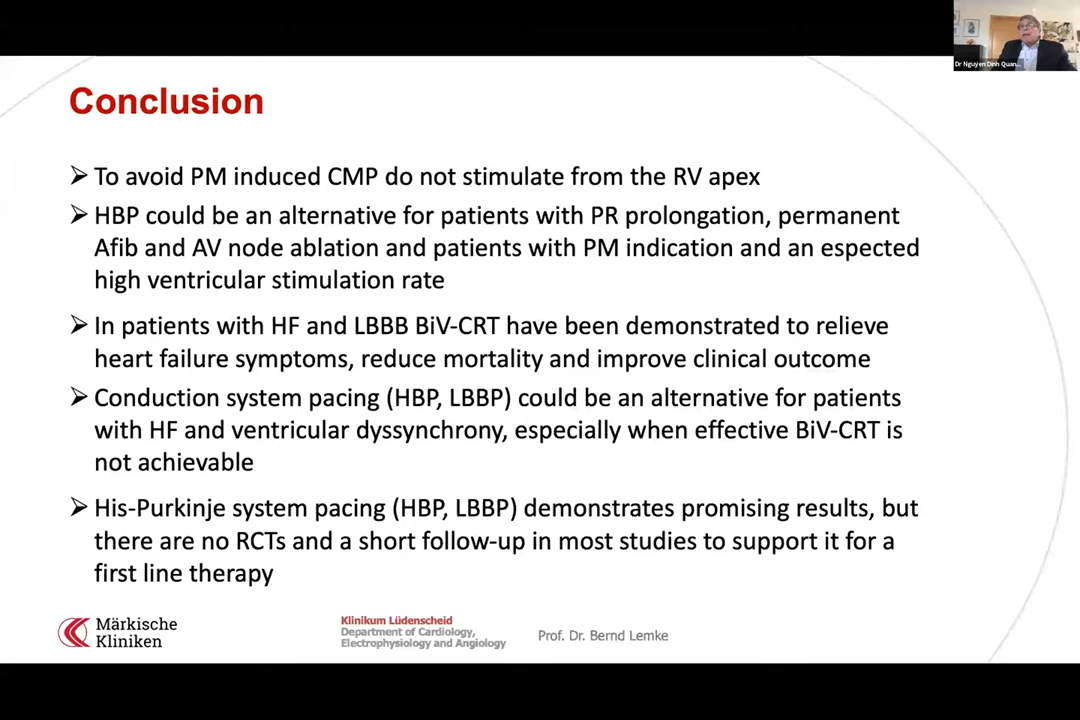 Dr Nguyen Dinh Quan...
Conclusion
➢ To avoid PM induced CMP do not stimulate from the RV apex
➢ HBP could be an alternative for patients with PR prolongation, permanent
Afib and AV node ablation and patients with PM indication and an espected
high ventricular stimulation rate
➢ In patients with HF and LBBB BiV-CRT have been demonstrated to relieve
heart failure symptoms, reduce mortality and improve clinical outcome
➢ Conduction system pacing (HBP, LBBP) could be an alternative for patients
with HF and ventricular dyssynchrony, especially when effective BiV-CRT is
not achievable
➢ His-Purkinje system pacing (HBP, LBBP) demonstrates promising results, but
there are no RCTs and a short follow-up in most studies to support it for a
first line therapy
Märkische
Kliniken
Klinikum Lüdenscheid
Department of Cardiology,
Electrophysiology and Angiology
Prof. Dr. Bernd Lemke